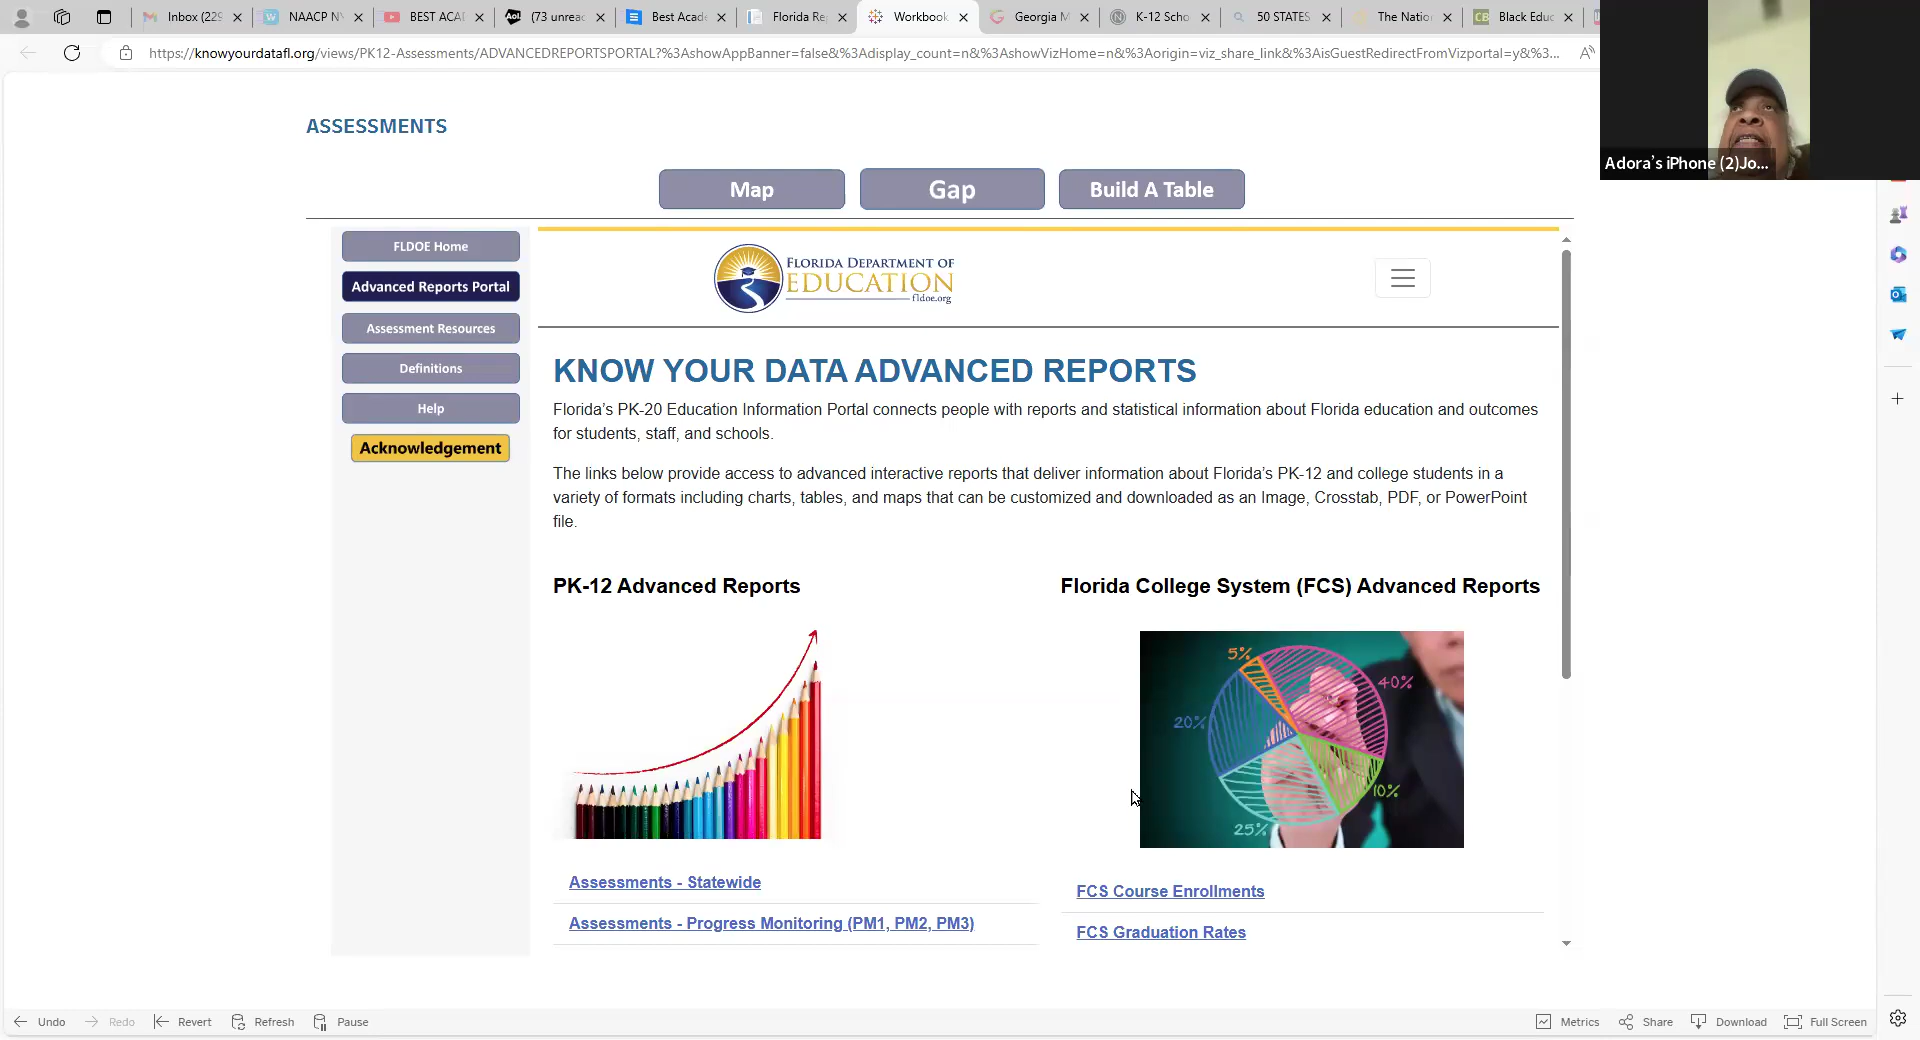 Inbox (22S
NAACP N
BEST ACAI
(73 unrea
Best Acade
Florida Re
Workbook
Georgia M
K-12 Scho
50 STATES
The Natio
Black Educ
https://knowyourdatafl.org/views/PK12-Assessments/ADVANCEDREPORTSPORTAL?%3AshowAppBanner=false&%3Adisplay_count=n&%3AshowVizHome=n&%3Aorigin=viz_share_link&%3AisGuestRedirectFromVizportal=y&%3...
ASSESSMENTS
Adora's iPhone (2)Jo...
Map
Gap
Build A Table
FLDOE Home
Advanced Reports Portal
Assessment Resources
Definitions
Help
Acknowledgement
FLORIDA DEPARTMENT OF
EDUCATION
fldoe.org
KNOW YOUR DATA ADVANCED REPORTS
Florida's PK-20 Education Information Portal connects people with reports and statistical information about Florida education and outcomes
for students, staff, and schools.
The links below provide access to advanced interactive reports that deliver information about Florida's PK-12 and college students in a
variety of formats including charts, tables, and maps that can be customized and downloaded as an Image, Crosstab, PDF, or PowerPoint
file.
PK-12 Advanced Reports
Florida College System (FCS) Advanced Reports
5%
40%
20%
10%
25%
Assessments - Statewide
Assessments - Progress Monitoring (PM1, PM2, PM3)
FCS Course Enrollments
FCS Graduation Rates
Undo
Redo
Revert
Refresh
Pause
Metrics
Share
Download
Full Screen